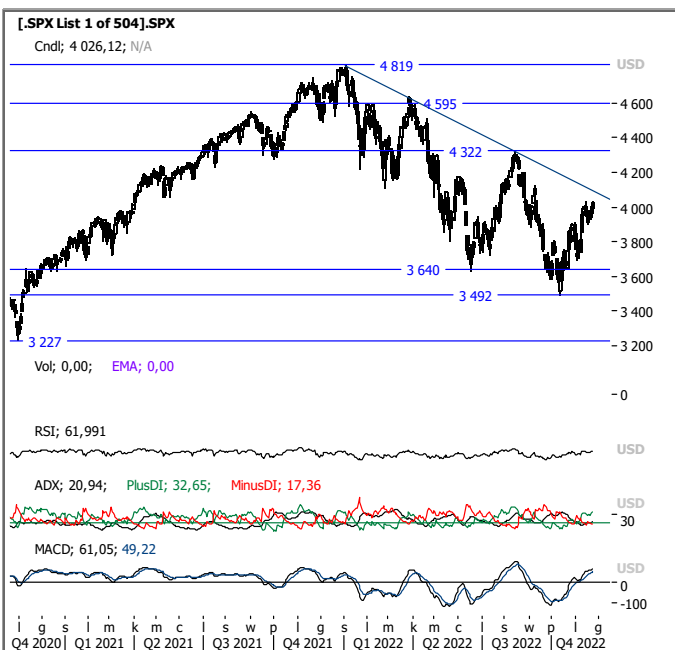 [.SPX List 1 of 504].SPX
Cndl; 4 026,12; N/A
USD
4 819
4 600
4 595
4 400
4 322
4 200
4 000
3 800
3 640
3 600
3 492
3 400
3 227
3 200
Vol; 0,00; EMA; 0,00
0
RSI; 61,991
USD
ADX; 20,94; PlusDI; 32,65; MinusDI; 17,36
USD
30
MACD; 61,05; 49,22
USD
0
-100
l g s l k m c l s w p l g s l k m c l s w p l g
Q4 2020 Q1 2021 Q2 2021 Q3 2021 Q4 2021 Q1 2022 Q2 2022 Q3 2022 Q4 2022